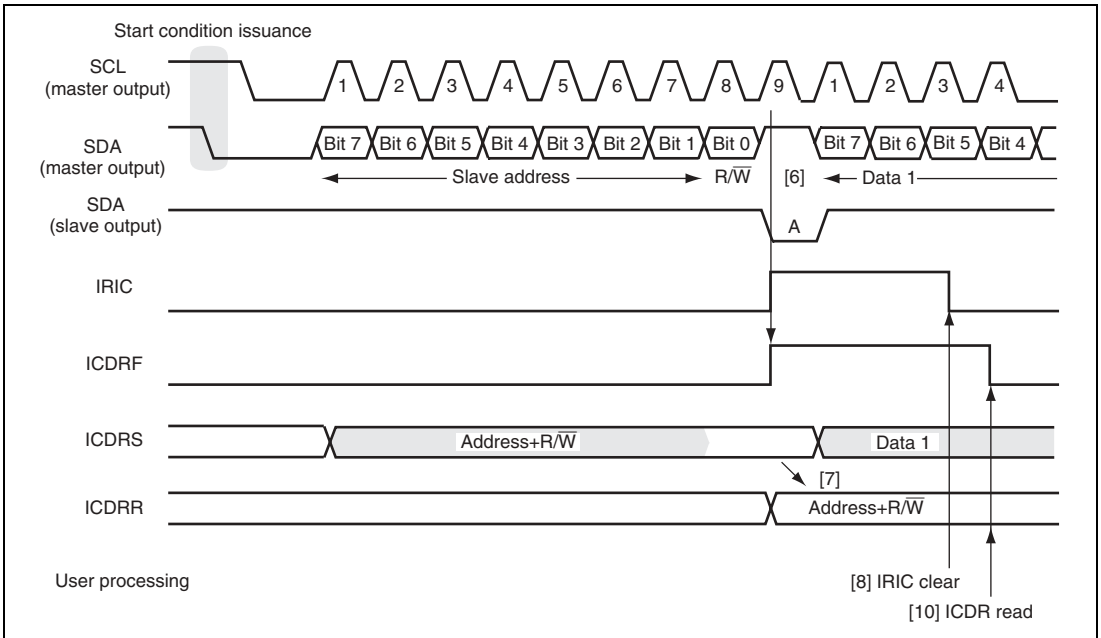 Start condition issuance
SCL
(master output)
1 2 3 4 5 6 7 8 9 1 2 3 4
SDA
(master output)
Bit 7 Bit 6 Bit 5 Bit 4 Bit 3 Bit 2 Bit 1 Bit 0 Bit 7 Bit 6 Bit 5 Bit 4
Slave address R/W̅ [6] Data 1
SDA
(slave output)
A
IRIC
ICDRF
ICDRS
Address+R/W̅ Data 1
[7]
ICDRR
Address+R/W̅
User processing
[8] IRIC clear
[10] ICDR read